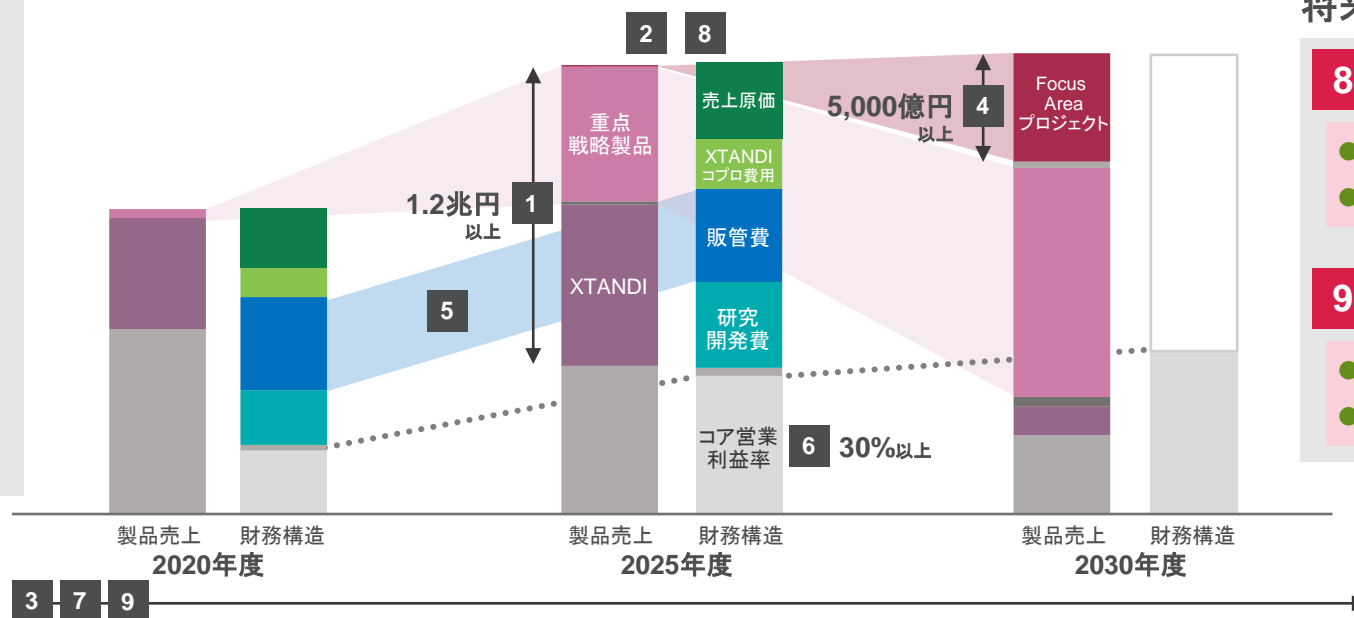 将
2
8
Focus
Area
プロジェクト
4
5,000億円
以上
売上原価
重点
戦略製品
XTANDI
コプロ費用
1.2兆円
以上
1
販管費
XTANDI
5
研究
開発費
コア営業
利益率
6
30%以上
8
9
製品売上
財務構造
2020年度
製品売上
財務構造
2025年度
製品売上
財務構造
2030年度
3
7
9